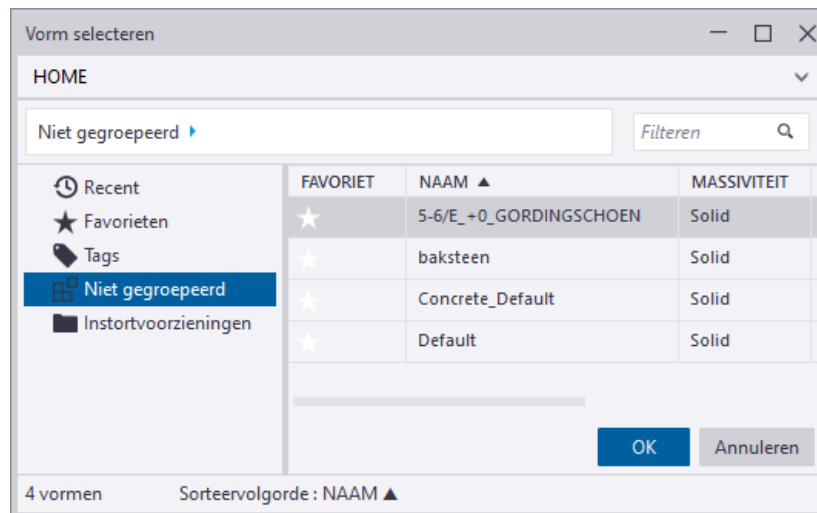 Vorm selecteren
HOME
Niet gegroepeerd
Filteren
Recent
Favorieten
Tags
Niet gegroepeerd
Instortvoorzieningen
FAVORIET NAAM ▲ MASSIVITEIT
5-6/E_+0_GORDINGSCHOEN Solid
baksteen Solid
Concrete_Default Solid
Default Solid
OK Annuleren
4 vormen Sorteervolgorde : NAAM ▲